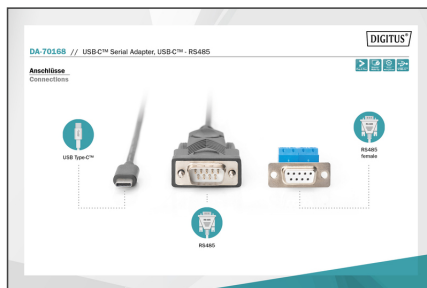 DIGITUS®
DA-70168 // USB-C™ Serial Adapter, USB-C™ - RS485
Anschlüsse
Connections
USB Type-C™
RS485
female
RS485